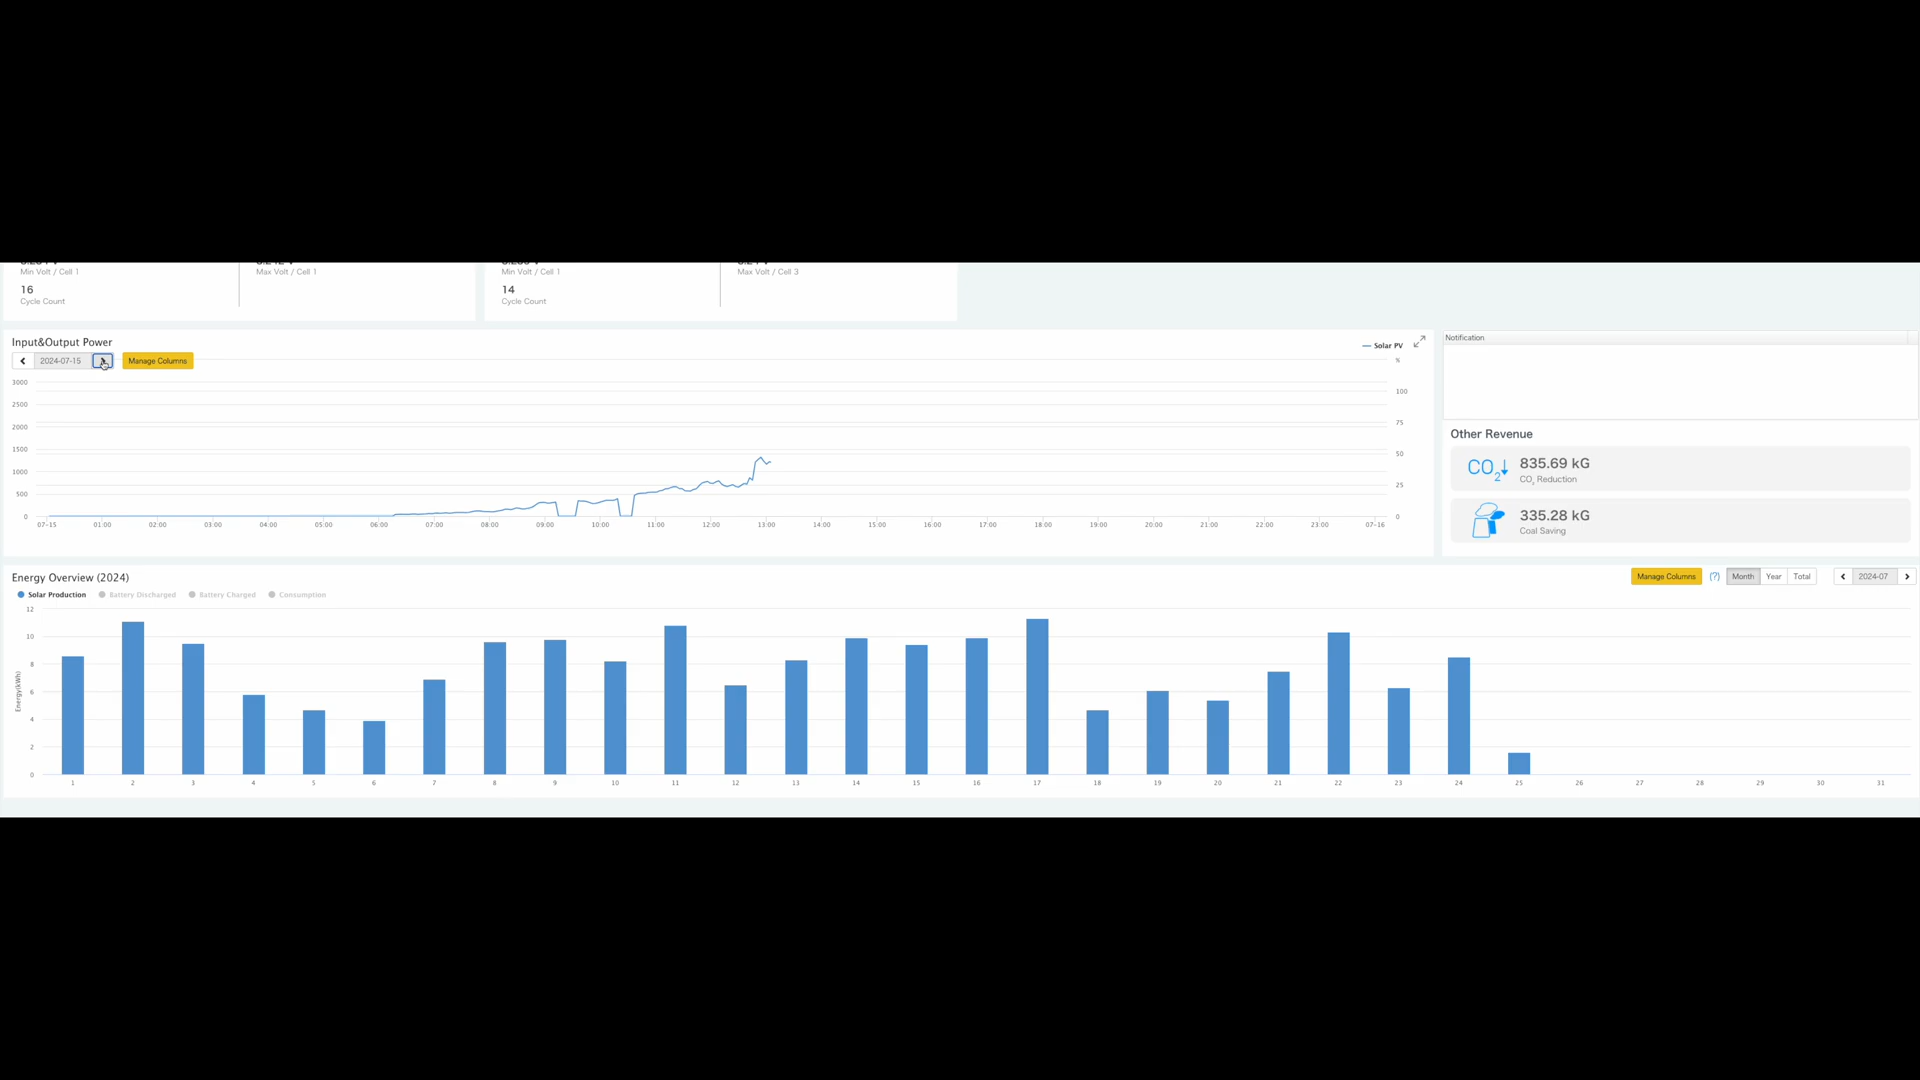 Min Volt / Cell 1
Max Volt / Cell 1
Min Volt / Cell 1
Max Volt / Cell 3
16
Cycle Count
14
Cycle Count
Input&Output Power
2024-07-15
Manage Columns
Solar PV
%
3000
2500
2000
1500
1000
500
0
100
75
50
25
0
07-15 01:00 02:00 03:00 04:00 05:00 06:00 07:00 08:00 09:00 10:00 11:00 12:00 13:00 14:00 15:00 16:00 17:00 18:00 19:00 20:00 21:00 22:00 23:00 07-16
Notification
Other Revenue
CO2
835.69 kG
CO2 Reduction
335.28 kG
Coal Saving
Energy Overview (2024)
Manage Columns (?) Month Year Total 2024-07
Solar Production Battery Discharged Battery Charged Consumption
Energy(kWh)
12
10
8
6
4
2
0
1 2 3 4 5 6 7 8 9 10 11 12 13 14 15 16 17 18 19 20 21 22 23 24 25 26 27 28 29 30 31